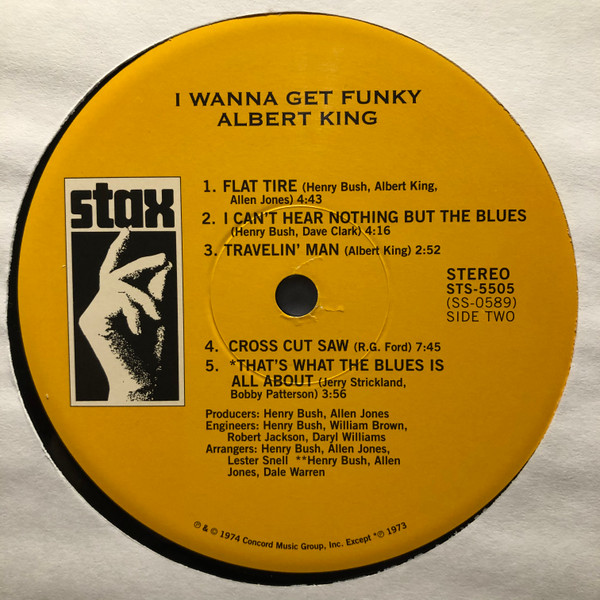 I WANNA GET FUNKY
ALBERT KING
stax
1. FLAT TIRE (Henry Bush, Albert King,
Allen Jones) 4:43
2. I CAN'T HEAR NOTHING BUT THE BLUES
(Henry Bush, Dave Clark) 4:16
3. TRAVELIN' MAN (Albert King) 2:52
STEREO
STS-5505
(SS-0589)
SIDE TWO
4. CROSS CUT SAW (R.G. Ford) 7:45
5. *THAT'S WHAT THE BLUES IS
ALL ABOUT (Jerry Strickland,
Bobby Patterson) 3:56
Producers: Henry Bush, Allen Jones
Engineers: Henry Bush, William Brown,
Robert Jackson, Daryl Williams
Arrangers: Henry Bush, Allen Jones,
Lester Snell **Henry Bush, Allen
Jones, Dale Warren
℗ & © 1974 Concord Music Group, Inc. Except *℗ 1973